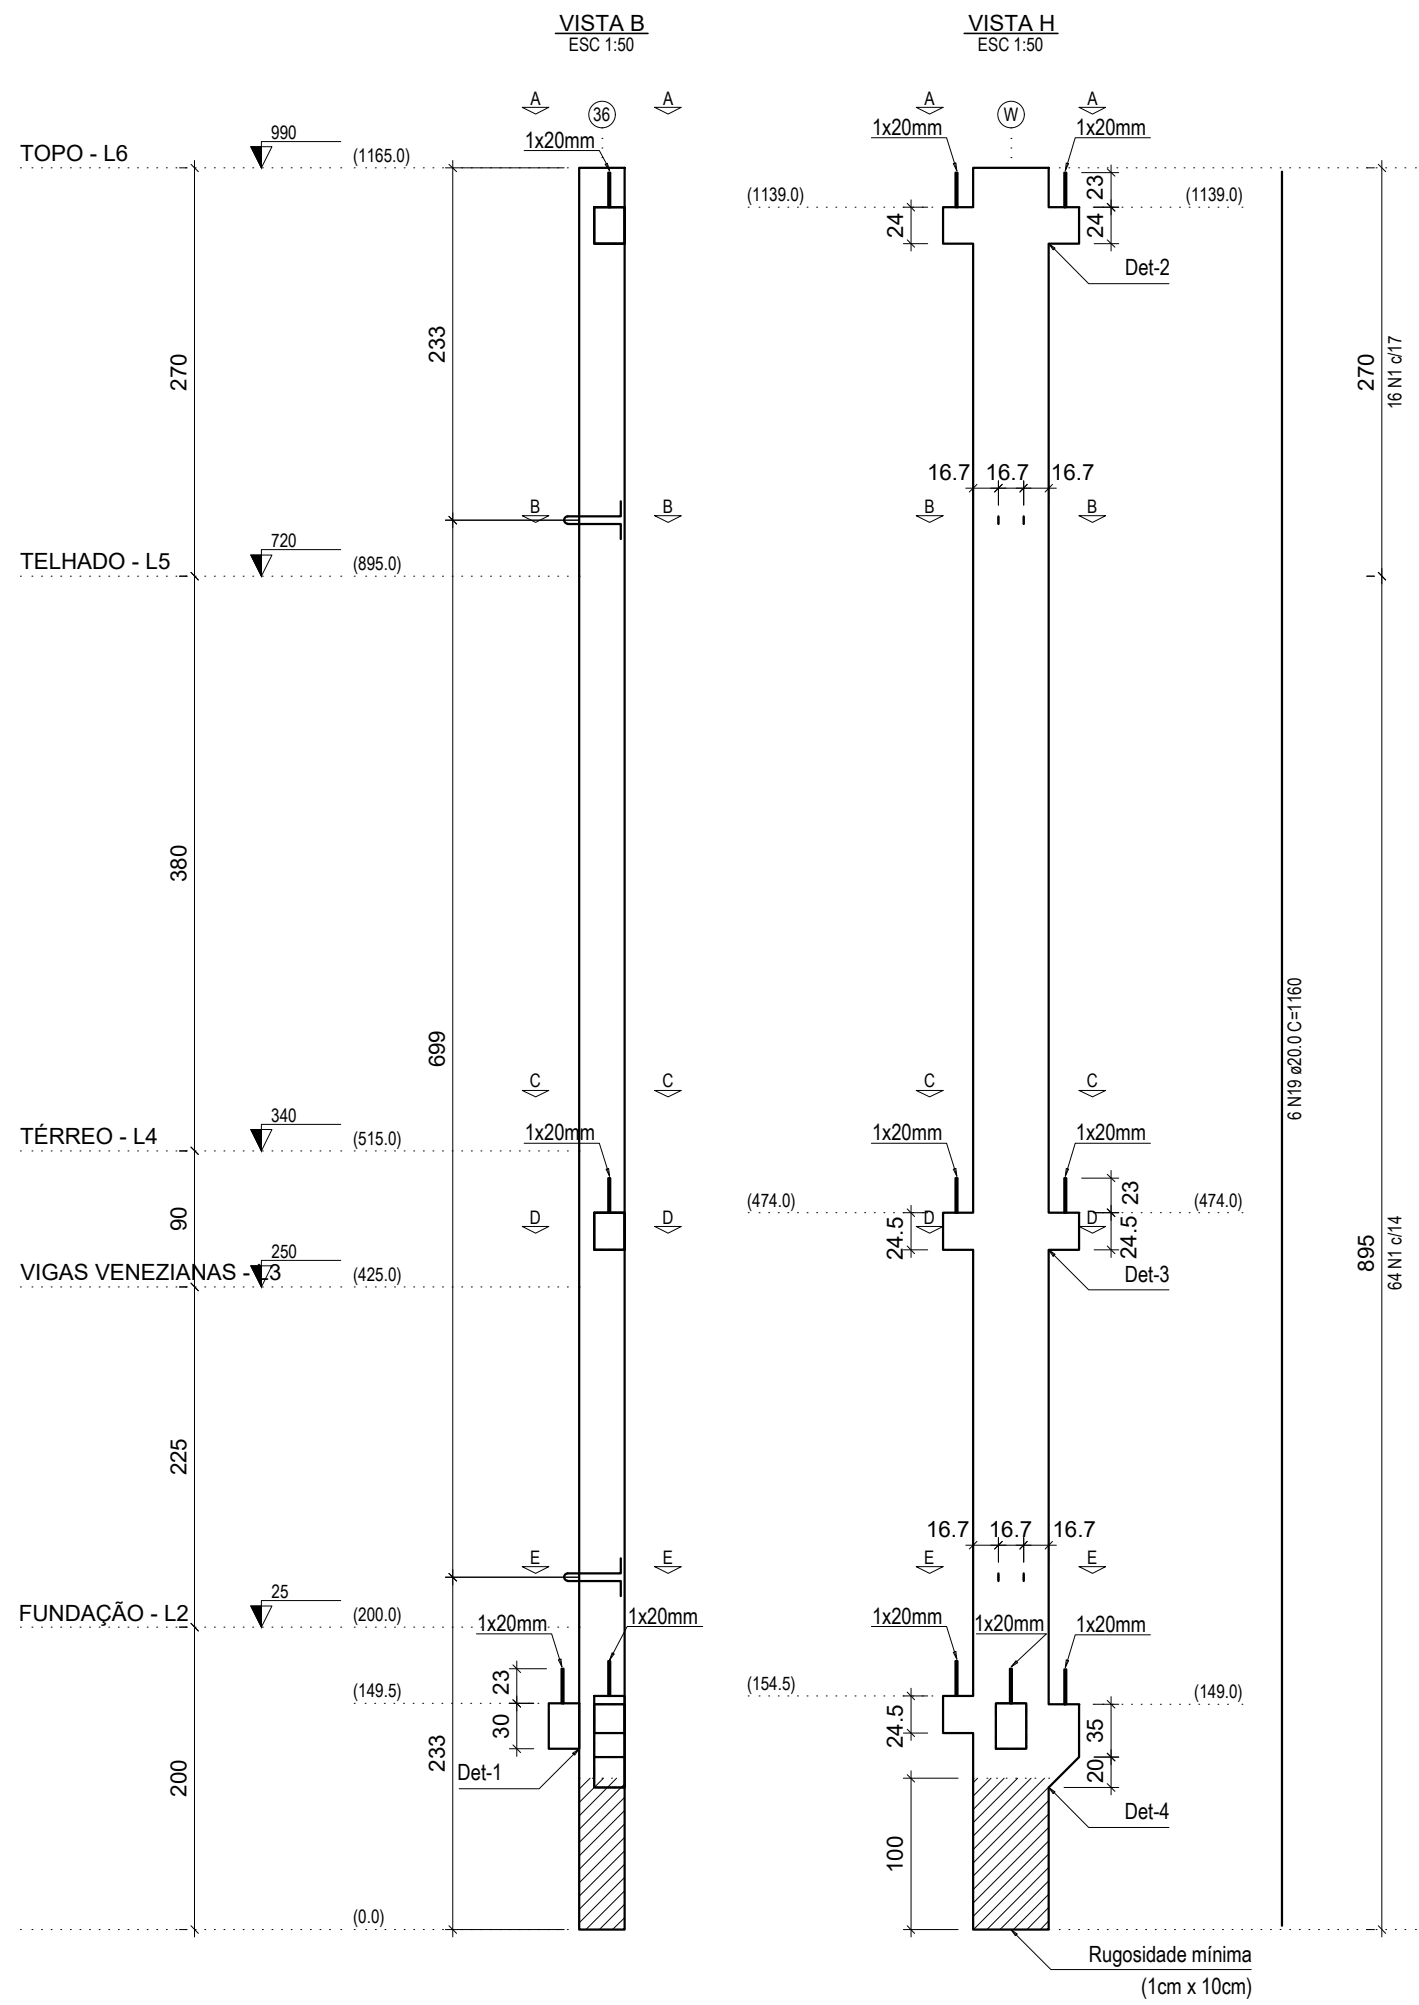 VISTA B
ESC 1:50
VISTA H
ESC 1:50
A
A
A
A
36
W
1x20mm
1x20mm
1x20mm
TOPO - L6
990
(1165.0)
(1139.0)
(1139.0)
23
24
24
Det-2
270
233
270
16 N1 c/17
16.7
16.7
16.7
B
B
B
B
TELHADO - L5
720
(895.0)
380
699
6 N19 ø20.0 C=1160
895
64 N1 c/14
C
C
C
C
TÉRREO - L4
340
(515.0)
1x20mm
1x20mm
1x20mm
(474.0)
(474.0)
23
24.5
24.5
D
D
D
D
90
VIGAS VENEZIANAS - L3
250
(425.0)
Det-3
225
16.7
16.7
16.7
E
E
E
E
FUNDAÇÃO - L2
25
(200.0)
1x20mm
1x20mm
1x20mm
1x20mm
1x20mm
(149.5)
(154.5)
(149.0)
23
30
24.5
35
20
Det-1
Det-4
200
233
100
(0.0)
Rugosidade mínima
(1cm x 10cm)